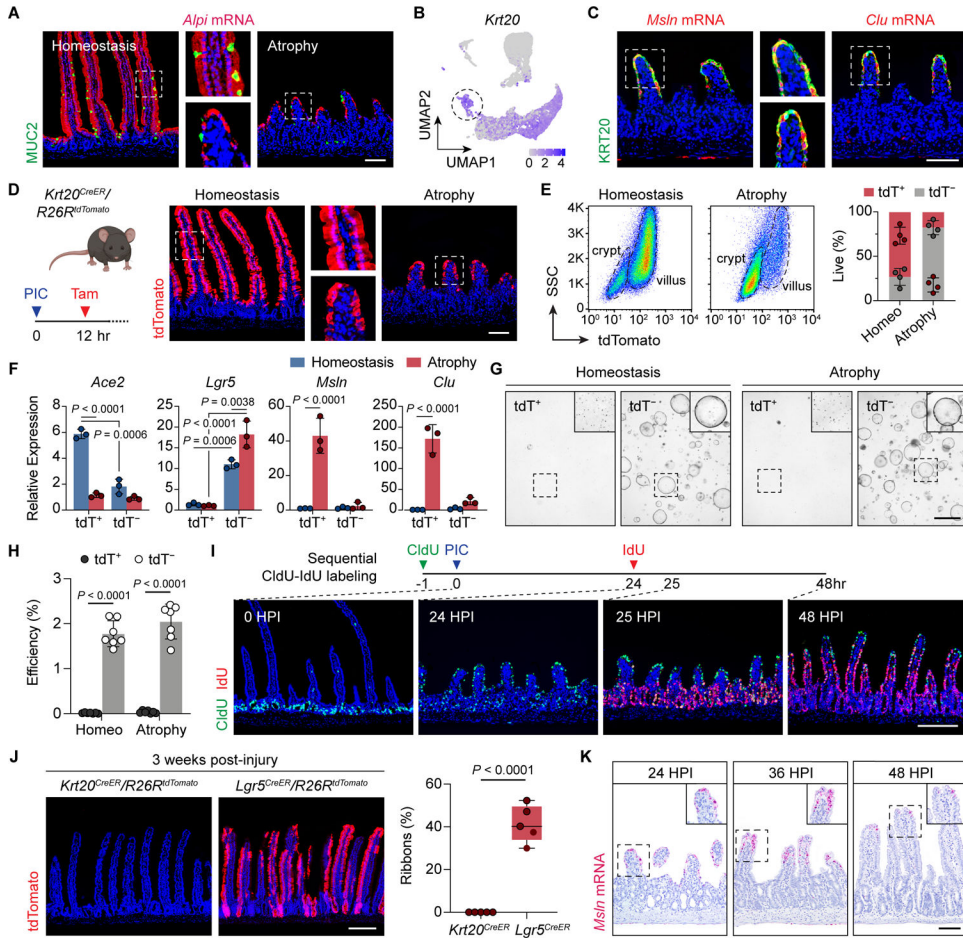 A
Alpi mRNA
Homeostasis
Atrophy
MUC2
B
Krt20
UMAP2
UMAP1
0 2 4
C
Msln mRNA
Clu mRNA
KRT20
D
Krt20CreER/
R26RtdTomato
PIC
Tam
0
12 hr
Homeostasis
Atrophy
tdTomato
E
Homeostasis
Atrophy
4K
3K
2K
1K
0
SSC
crypt
villus
crypt
villus
10⁰ 10¹ 10² 10³ 10⁴
10⁰ 10¹ 10² 10³ 10⁴
tdTomato
tdT⁺ tdT⁻
Live (%)
100
75
50
25
0
Homeo
Atrophy
F
Homeostasis
Atrophy
Relative Expression
Ace2
8
6
4
2
0
P < 0.0001
P = 0.0006
tdT⁺ tdT⁻
Lgr5
25
20
15
10
5
0
P = 0.0038
P < 0.0001
P = 0.0006
tdT⁺ tdT⁻
Msln
60
40
20
0
P < 0.0001
tdT⁺ tdT⁻
Clu
250
200
150
100
50
0
P < 0.0001
tdT⁺ tdT⁻
G
Homeostasis
Atrophy
tdT⁺
tdT⁻
tdT⁺
tdT⁻
H
tdT⁺ tdT⁻
Efficiency (%)
3
2
1
0
P < 0.0001
P < 0.0001
Homeo
Atrophy
I
Sequential
CldU-IdU labeling
CldU
PIC
IdU
-1
0
24
25
48hr
0 HPI
24 HPI
25 HPI
48 HPI
CldU IdU
J
3 weeks post-injury
Krt20CreER/R26RtdTomato
Lgr5CreER/R26RtdTomato
tdTomato
Ribbons (%)
60
40
20
0
P < 0.0001
Krt20CreER
Lgr5CreER
K
24 HPI
36 HPI
48 HPI
Msln mRNA